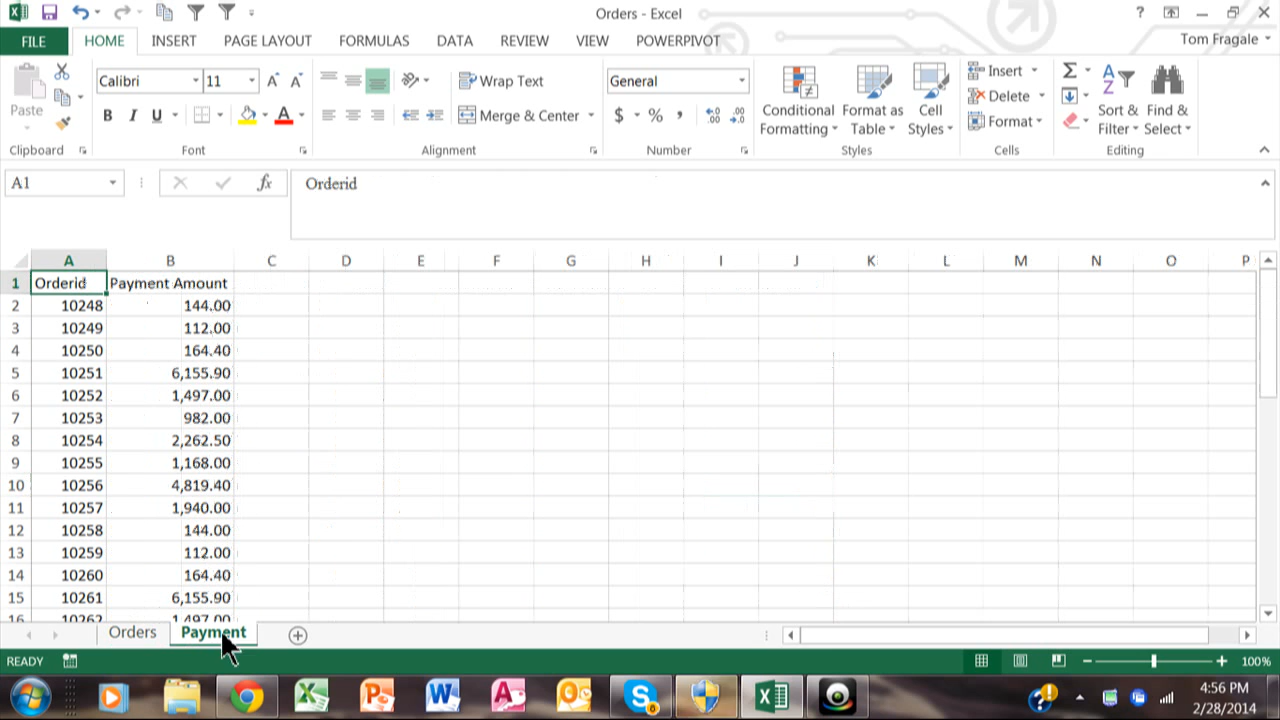 Orders - Excel
?
FILE HOME INSERT PAGE LAYOUT FORMULAS DATA REVIEW VIEW POWERPIVOT Tom Fragale
Paste
Calibri 11
B I U A
Wrap Text
Merge & Center
General
$ % ,
Conditional Formatting
Format as Table
Cell Styles
Insert
Delete
Format
Sort & Filter
Find & Select
Clipboard Font Alignment Number Styles Cells Editing
A1 fx Orderid
A B C D E F G H I J K L M N O P
1 Orderid Payment Amount
2 10248 144.00
3 10249 112.00
4 10250 164.40
5 10251 6,155.90
6 10252 1,497.00
7 10253 982.00
8 10254 2,262.50
9 10255 1,168.00
10 10256 4,819.40
11 10257 1,940.00
12 10258 144.00
13 10259 112.00
14 10260 164.40
15 10261 6,155.90
16 10262 1,497.00
Orders Payment
READY 100%
4:56 PM
2/28/2014